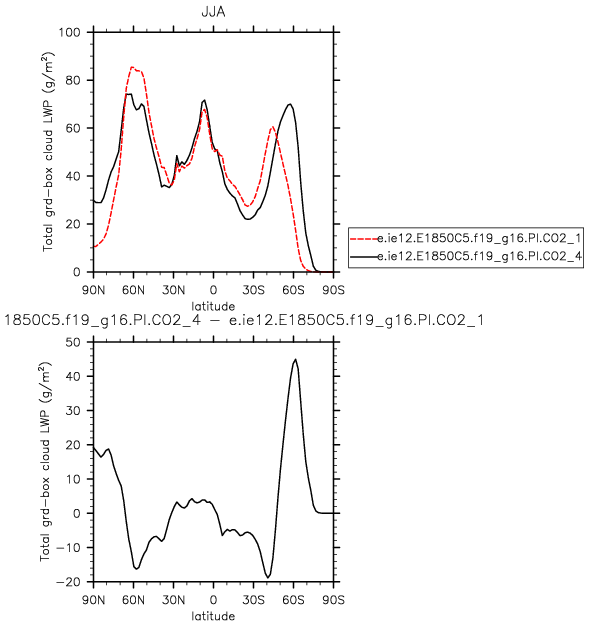 JJA
Total grd-box cloud LWP (g/m²)
100
80
60
40
20
0
90N 60N 30N 0 30S 60S 90S
latitude
e.ie12.E1850C5.f19_g16.PI.CO2_1
e.ie12.E1850C5.f19_g16.PI.CO2_4
1850C5.f19_g16.PI.CO2_4 - e.ie12.E1850C5.f19_g16.PI.CO2_1
Total grd-box cloud LWP (g/m²)
50
40
30
20
10
0
-10
-20
90N 60N 30N 0 30S 60S 90S
latitude